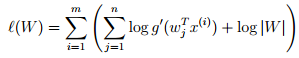 ℓ(W) = ∑_{i=1}^{m} ( ∑_{j=1}^{n} log g′(w_j^T x^{(i)}) + log |W| )